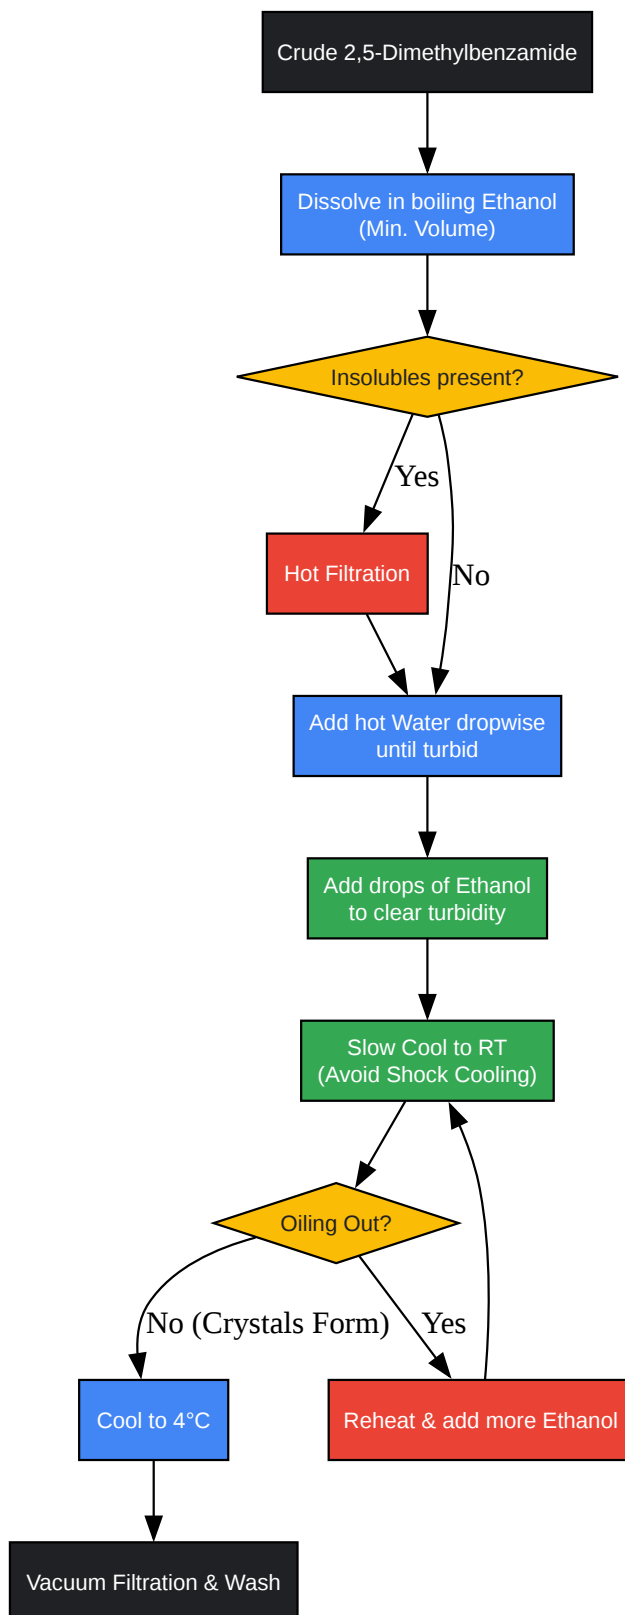 Crude 2,5-Dimethylbenzamide
Dissolve in boiling Ethanol
(Min. Volume)
Insolubles present?
Yes
Hot Filtration
No
Add hot Water dropwise
until turbid
Add drops of Ethanol
to clear turbidity
Slow Cool to RT
(Avoid Shock Cooling)
Oiling Out?
No (Crystals Form)
Yes
Cool to 4°C
Reheat & add more Ethanol
Vacuum Filtration & Wash